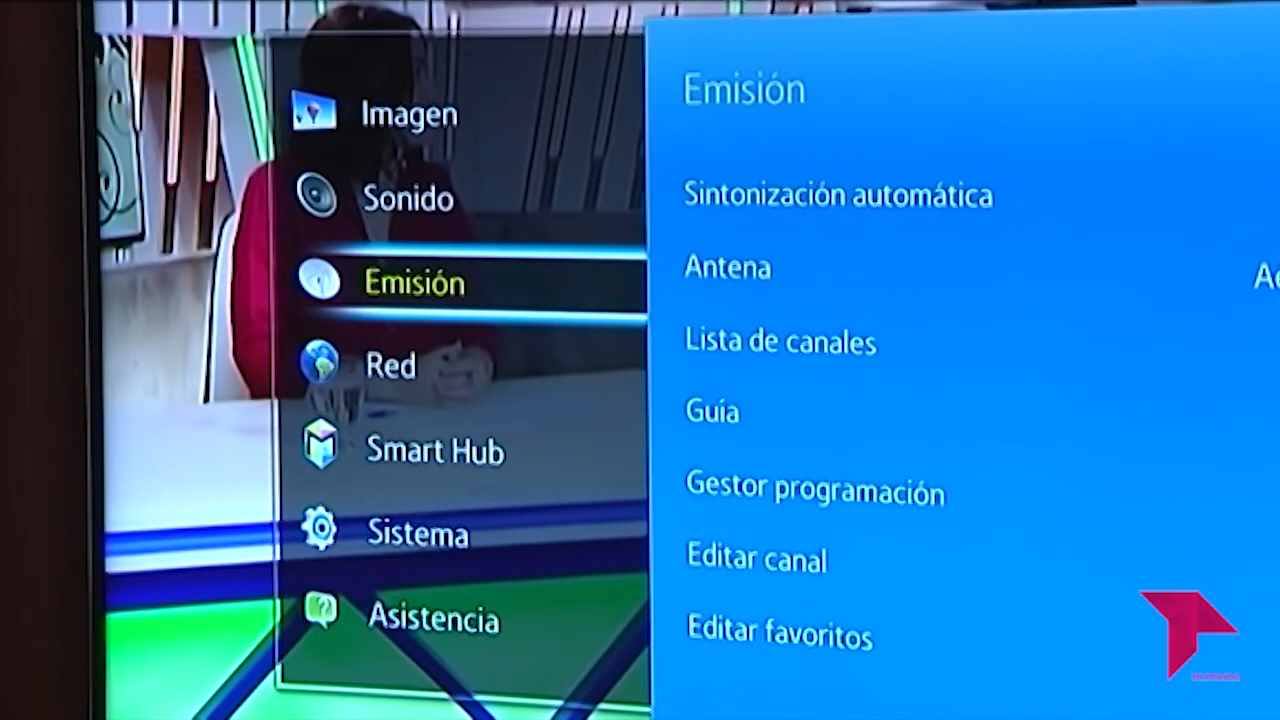 Imagen
Sonido
Emisión
Red
Smart Hub
Sistema
Asistencia
Emisión
Sintonización automática
Antena
Lista de canales
Guía
Gestor programación
Editar canal
Editar favoritos